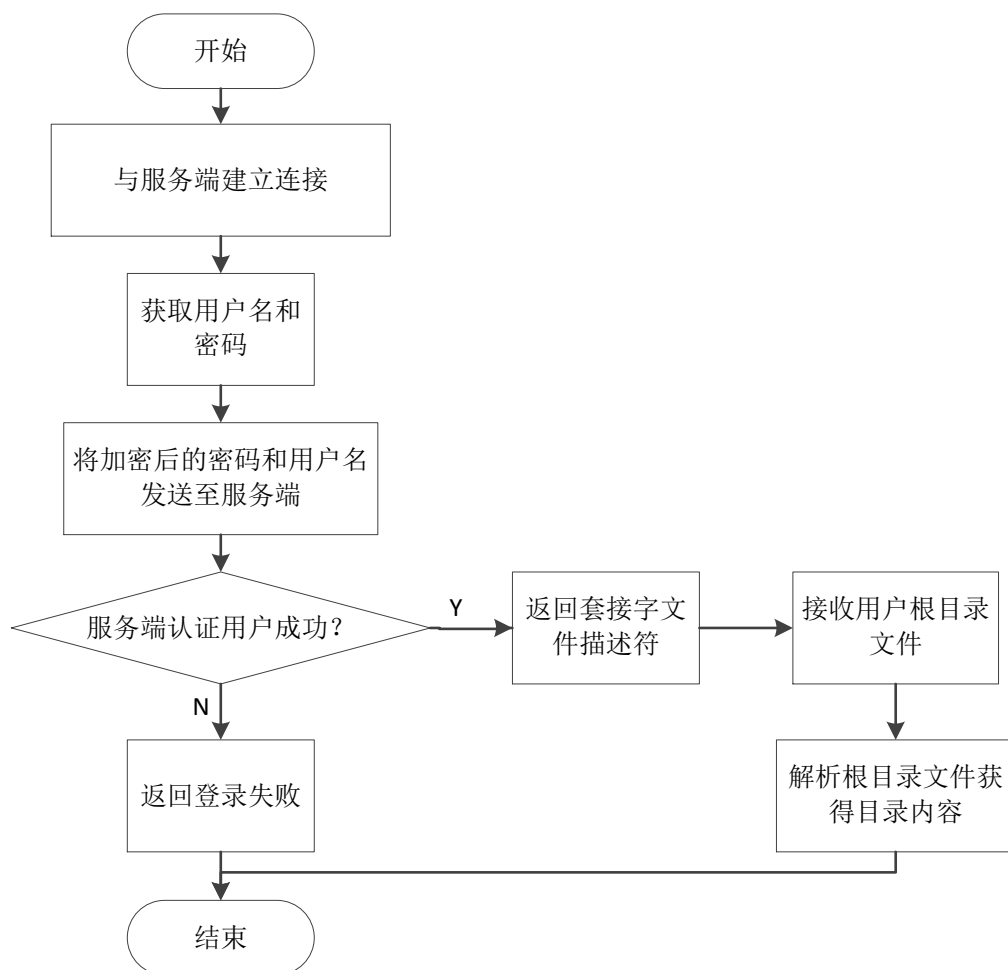 开始
与服务端建立连接
获取用户名和
密码
将加密后的密码和用户名
发送至服务端
服务端认证用户成功？
Y
返回套接字文
件描述符
接收用户根目录
文件
N
返回登录失败
解析根目录文件获
得目录内容
结束